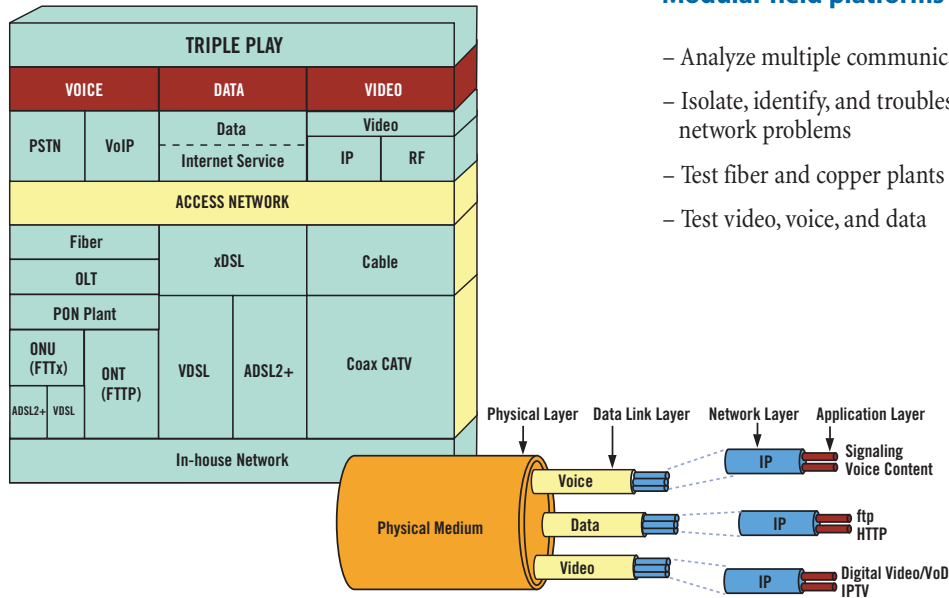 Modular field platforms
TRIPLE PLAY
VOICE DATA VIDEO
PSTN VoIP
Data
Internet Service
Video
IP RF
– Analyze multiple
– Isolate, identify, and
network problems
– Test fiber and copper plants
– Test video, voice, and data
ACCESS NETWORK
Fiber
OLT
PON Plant
ONU
(FTTx)
ONT
(FTTP)
ADSL2+ VDSL
xDSL
VDSL ADSL2+
Cable
Coax CATV
In-house Network
Physical Layer Data Link Layer Network Layer Application Layer
Physical Medium
Voice
IP
Signaling
Voice Content
Data
IP
ftp
HTTP
Video
IP
Digital Video/VoD
IPTV